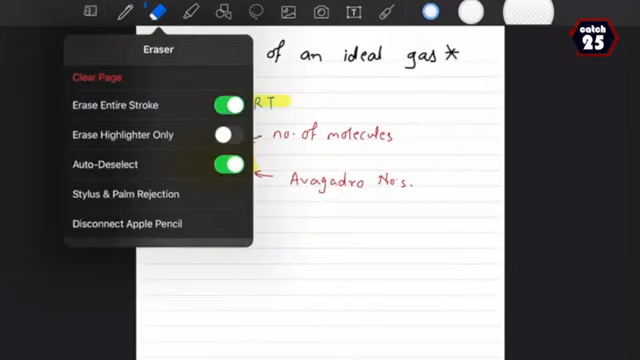 catch
25
Eraser
of an ideal gas *
Clear Page
Erase Entire Stroke
RT
Erase Highlighter Only
no. of molecules
Auto-Deselect
Avagadro No's.
Stylus & Palm Rejection
Disconnect Apple Pencil